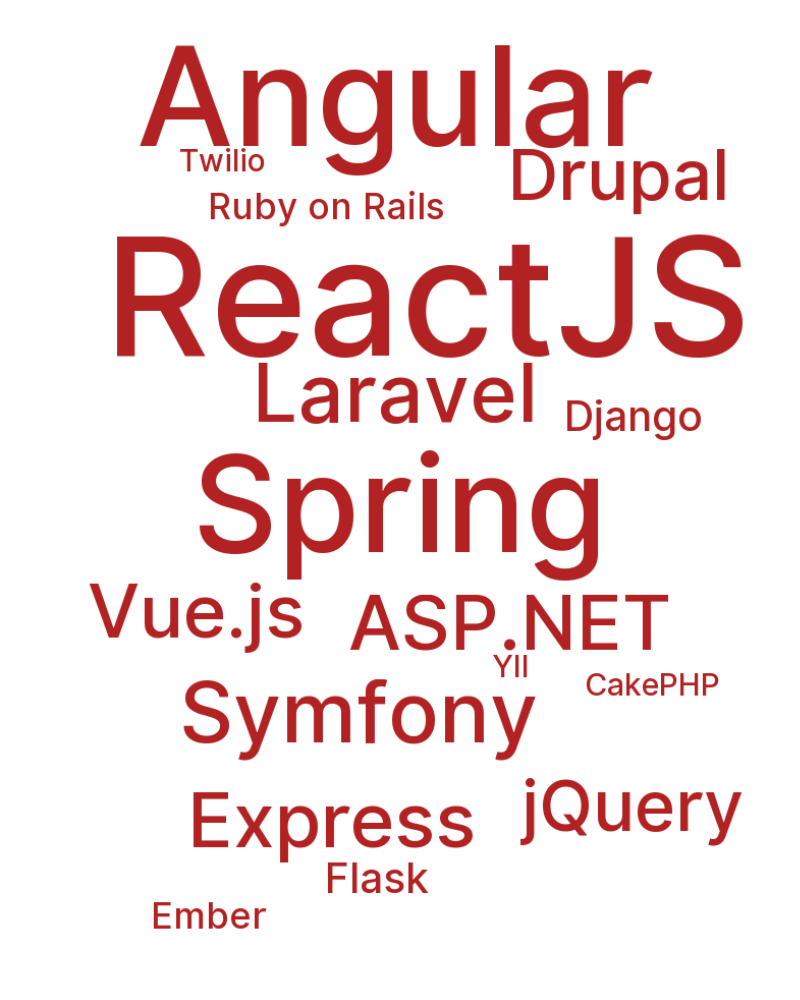 Angular
Twilio
Drupal
Ruby on Rails
ReactJS
Laravel
Django
Spring
Vue.js
ASP.NET
YII
CakePHP
Symfony
jQuery
Express
Flask
Ember